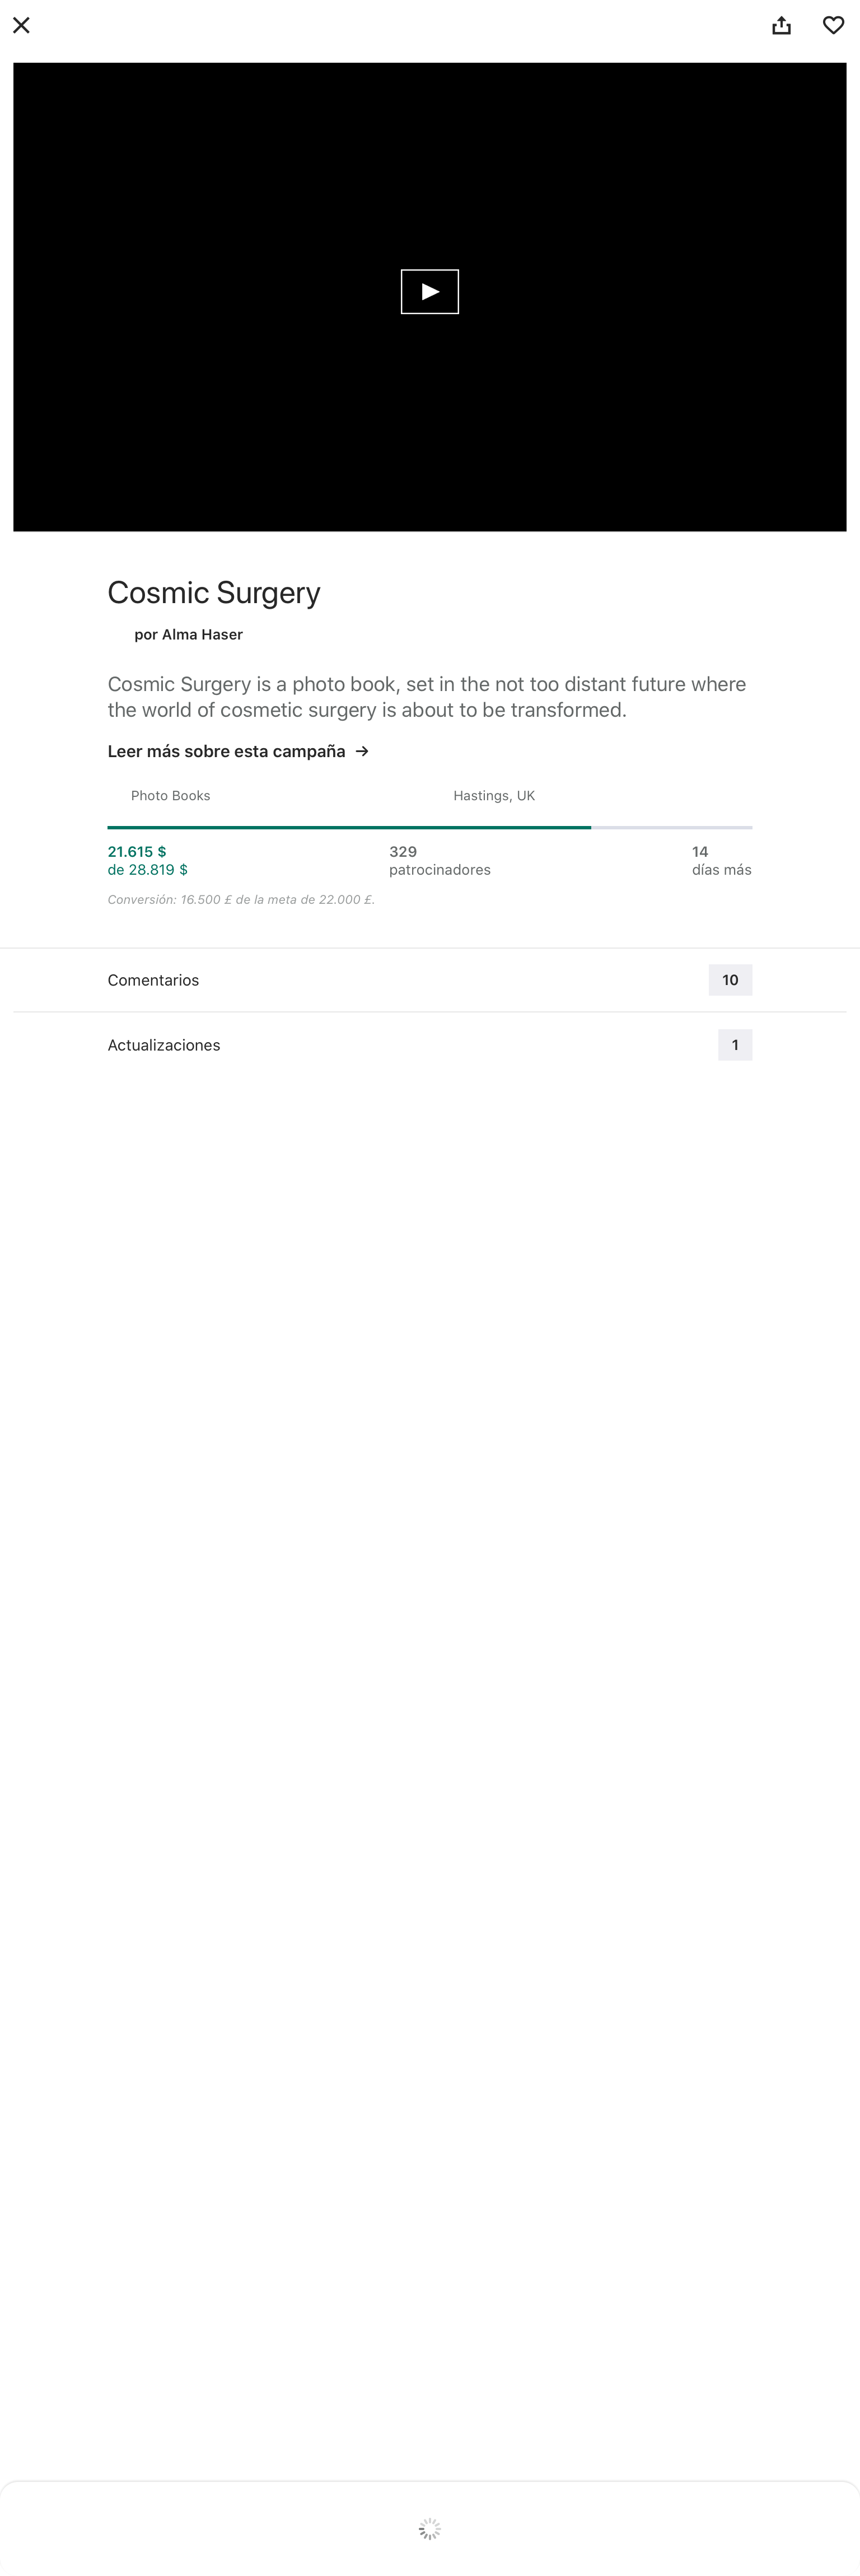 Cosmic Surgery
por Alma Haser
Cosmic Surgery is a photo book, set in the not too distant future where
the world of cosmetic surgery is about to be transformed.
Leer más sobre esta campaña →
Photo Books
Hastings, UK
21.615 $
de 28.819 $
329
patrocinadores
14
días más
Conversión: 16.500 £ de la meta de 22.000 £.
Comentarios
10
Actualizaciones
1